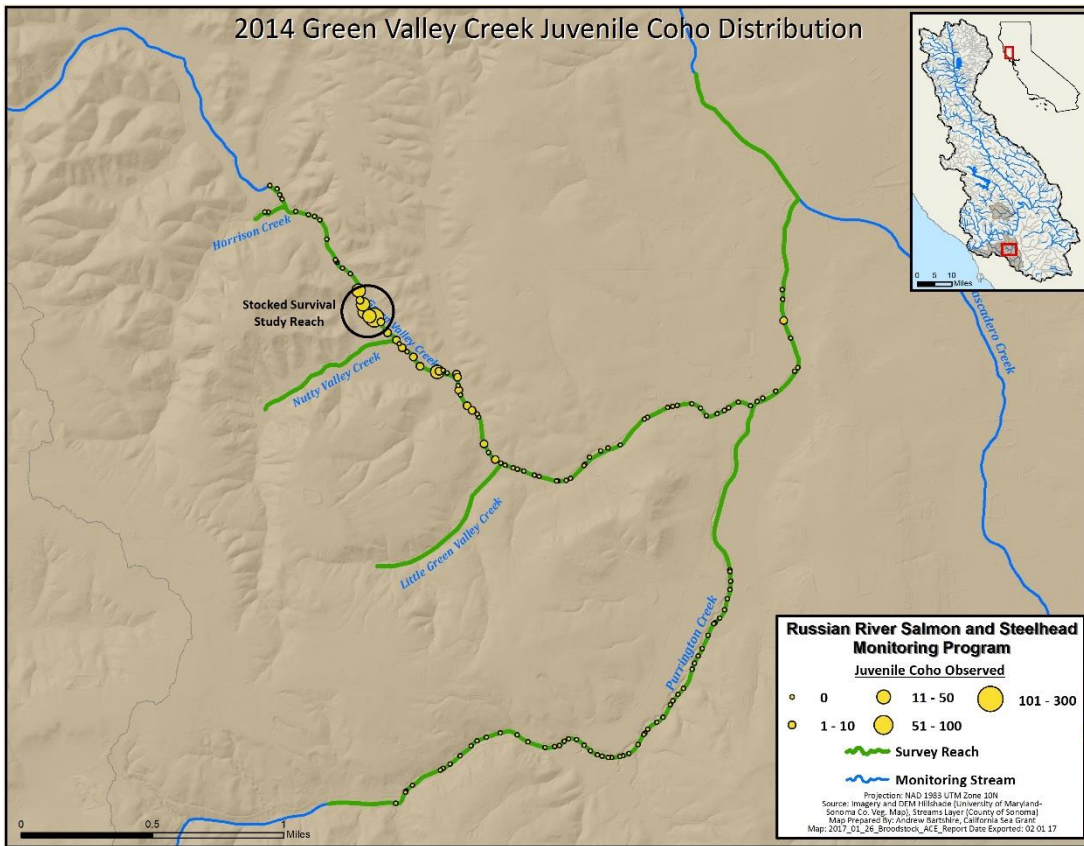 2014 Green Valley Creek Juvenile Coho Distribution
0 5 10
Miles
Harrison Creek
Stocked Survival
Study Reach
Valley Creek
Nutty Valley Creek
Little Green Valley Creek
Purrington Creek
ascadero Creek
Russian River Salmon and Steelhead
Monitoring Program
Juvenile Coho Observed
0 11 - 50 101 - 300
1 - 10 51 - 100
Survey Reach
Monitoring Stream
Projection: NAD 1983 UTM Zone 10N
Source: Imagery and DEM Hillshade (University of Maryland-
Sonoma Co. Veg. Map), Streams Layer (County of Sonoma)
Map Prepared By: Andrew Bartshire, California Sea Grant
Map: 2017_01_26_Broodstock_ACE_Report Date Exported: 02 01 17
0 0.5 1
Miles